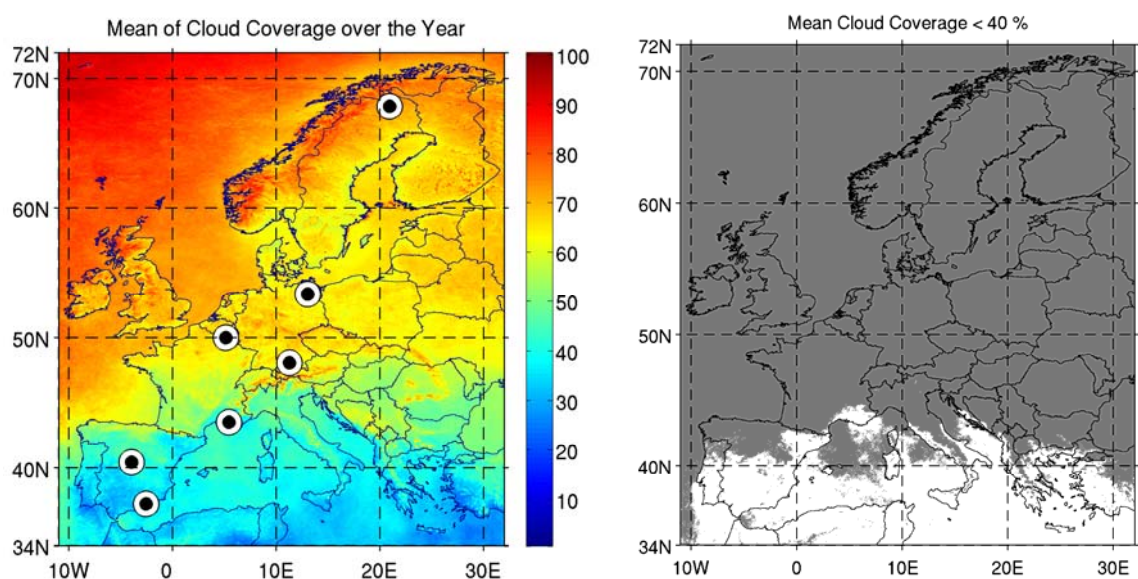 Mean of Cloud Coverage over the Year
72N
70N
60N
50N
40N
34N
10W 0 10E 20E 30E
100
90
80
70
60
50
40
30
20
10
Mean Cloud Coverage < 40 %
72N
70N
60N
50N
40N
34N
10W 0 10E 20E 30E